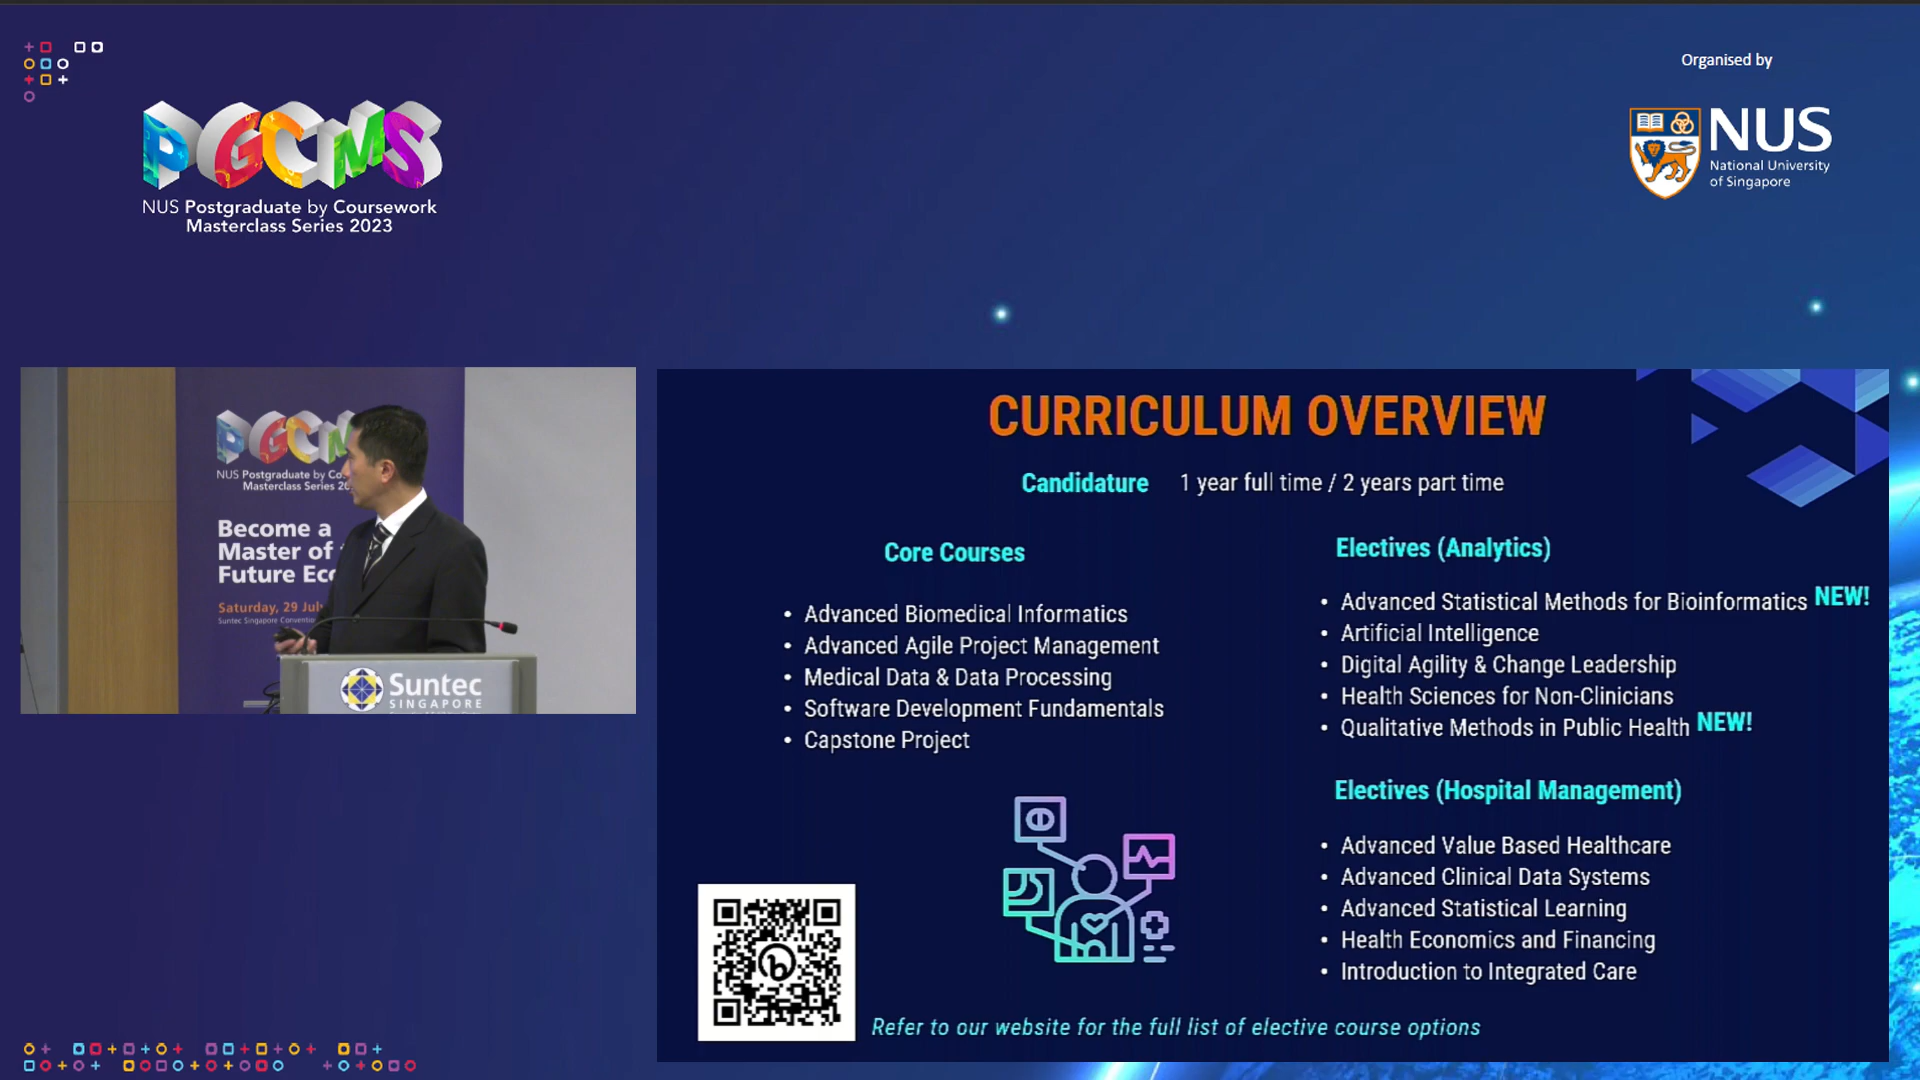 Organised by
PGCMS
NUS Postgraduate by Coursework
Masterclass Series 2023
NUS
National University
of Singapore
PGCM
NUS Postgraduate by Co
Masterclass Series 20
Become a
Master of
Future Eco
Saturday, 29 July
Suntec Singapore Conventio
Suntec
SINGAPORE
CURRICULUM OVERVIEW
Candidature 1 year full time / 2 years part time
Core Courses
• Advanced Biomedical Informatics
• Advanced Agile Project Management
• Medical Data & Data Processing
• Software Development Fundamentals
• Capstone Project
Electives (Analytics)
• Advanced Statistical Methods for Bioinformatics NEW!
• Artificial Intelligence
• Digital Agility & Change Leadership
• Health Sciences for Non-Clinicians
• Qualitative Methods in Public Health NEW!
Electives (Hospital Management)
• Advanced Value Based Healthcare
• Advanced Clinical Data Systems
• Advanced Statistical Learning
• Health Economics and Financing
• Introduction to Integrated Care
Refer to our website for the full list of elective course options